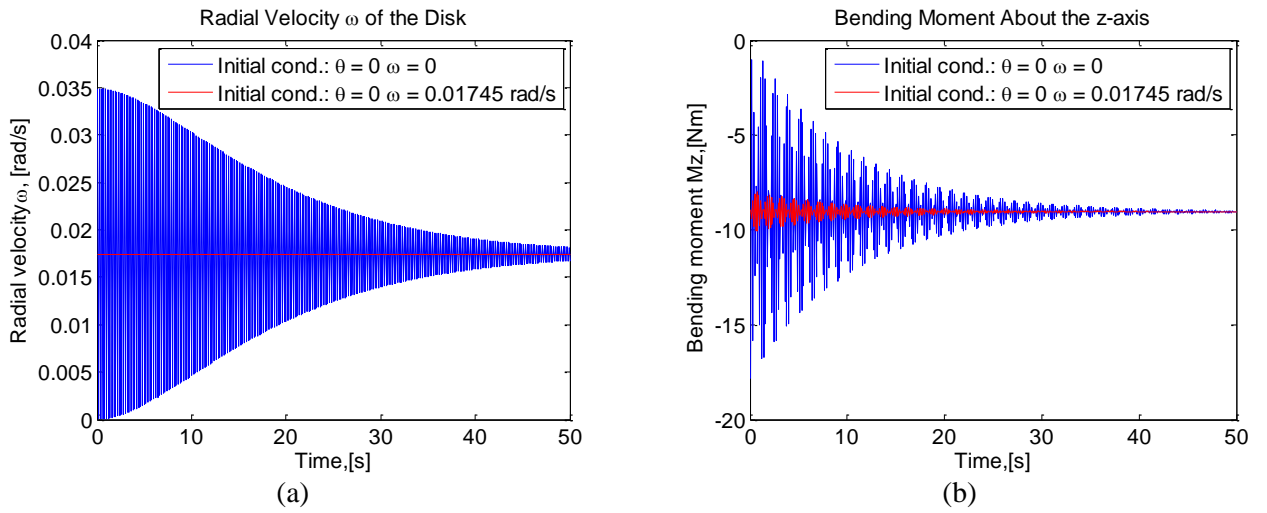 Radial Velocity ω of the Disk
0.04
0.035
0.03
0.025
0.02
0.015
0.01
0.005
0
Radial velocity ω, [rad/s]
Initial cond.: θ = 0 ω = 0
Initial cond.: θ = 0 ω = 0.01745 rad/s
0 10 20 30 40 50
Time,[s]
(a)
Bending Moment About the z-axis
0
-5
-10
-15
-20
Bending moment Mz,[Nm]
Initial cond.: θ = 0 ω = 0
Initial cond.: θ = 0 ω = 0.01745 rad/s
0 10 20 30 40 50
Time,[s]
(b)